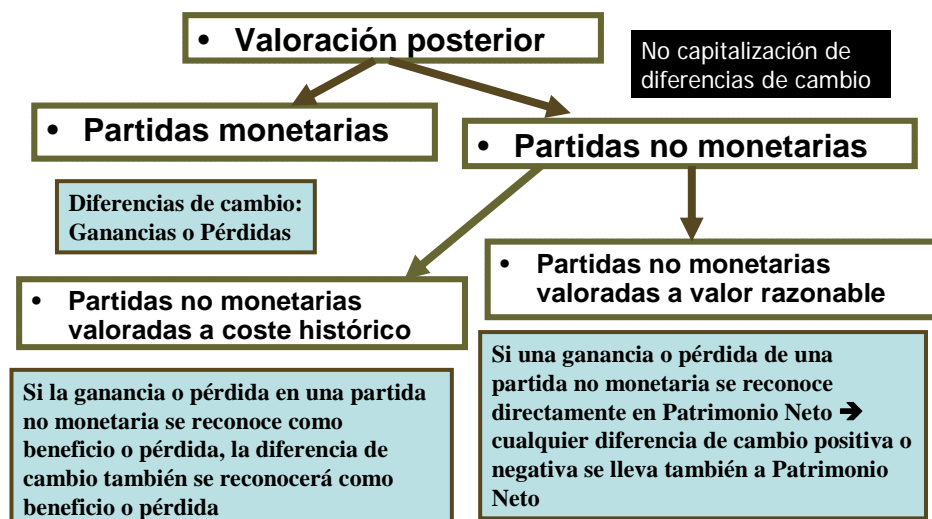 • Valoración posterior
No capitalización de
diferencias de cambio
• Partidas monetarias
• Partidas no monetarias
Diferencias de cambio:
Ganancias o Pérdidas
• Partidas no monetarias
valoradas a coste histórico
• Partidas no monetarias
valoradas a valor razonable
Si la ganancia o pérdida en una partida
no monetaria se reconoce como
beneficio o pérdida, la diferencia de
cambio también se reconocerá como
beneficio o pérdida
Si una ganancia o pérdida de una
partida no monetaria se reconoce
directamente en Patrimonio Neto ➔
cualquier diferencia de cambio positiva o
negativa se lleva también a Patrimonio
Neto